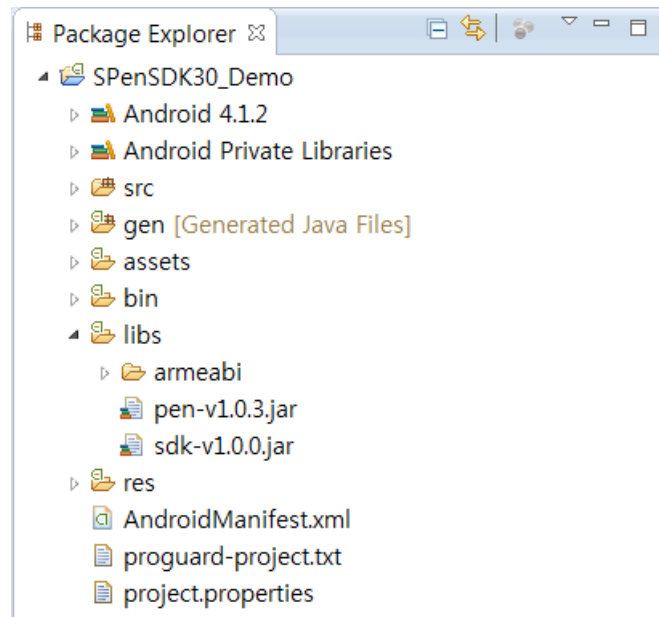 Package Explorer
SPenSDK30_Demo
Android 4.1.2
Android Private Libraries
src
gen [Generated Java Files]
assets
bin
libs
armeabi
pen-v1.0.3.jar
sdk-v1.0.0.jar
res
AndroidManifest.xml
proguard-project.txt
project.properties